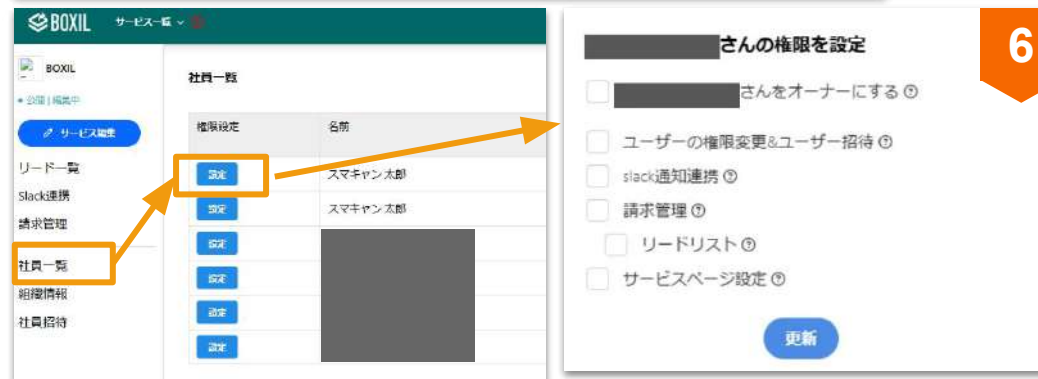 BOXIL サービス一覧
BOXIL
公開 | 編集中
サービス編集
リード一覧
Slack連携
請求管理
社員一覧
組織情報
社員招待
社員一覧
権限設定 名前
設定 スマキャン太郎
設定 スマキャン太郎
設定
設定
設定
設定
さんの権限を設定
さんをオーナーにする
ユーザーの権限変更&ユーザー招待
slack通知連携
請求管理
リードリスト
サービスページ設定
更新
6